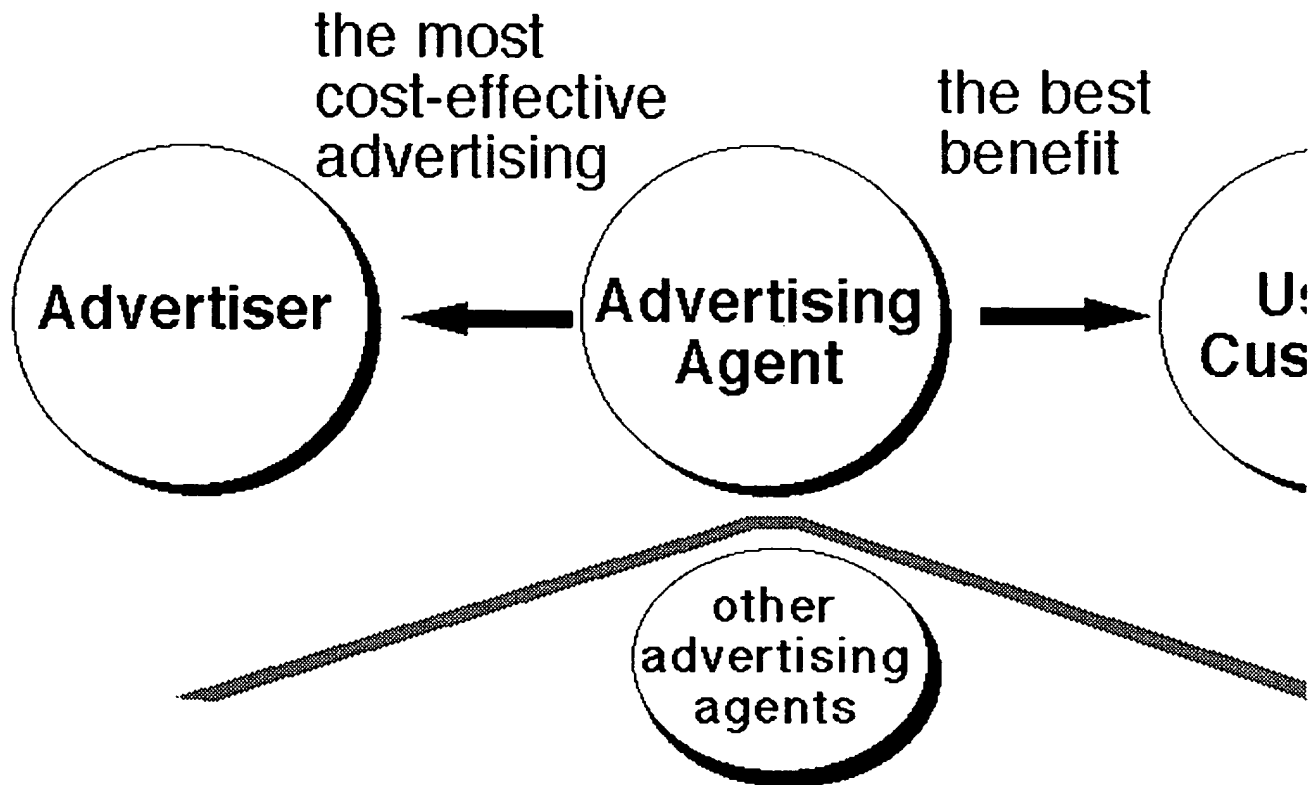 the most
cost-effective
advertising
the best
benefit
Advertiser
Advertising
Agent
other
advertising
agents